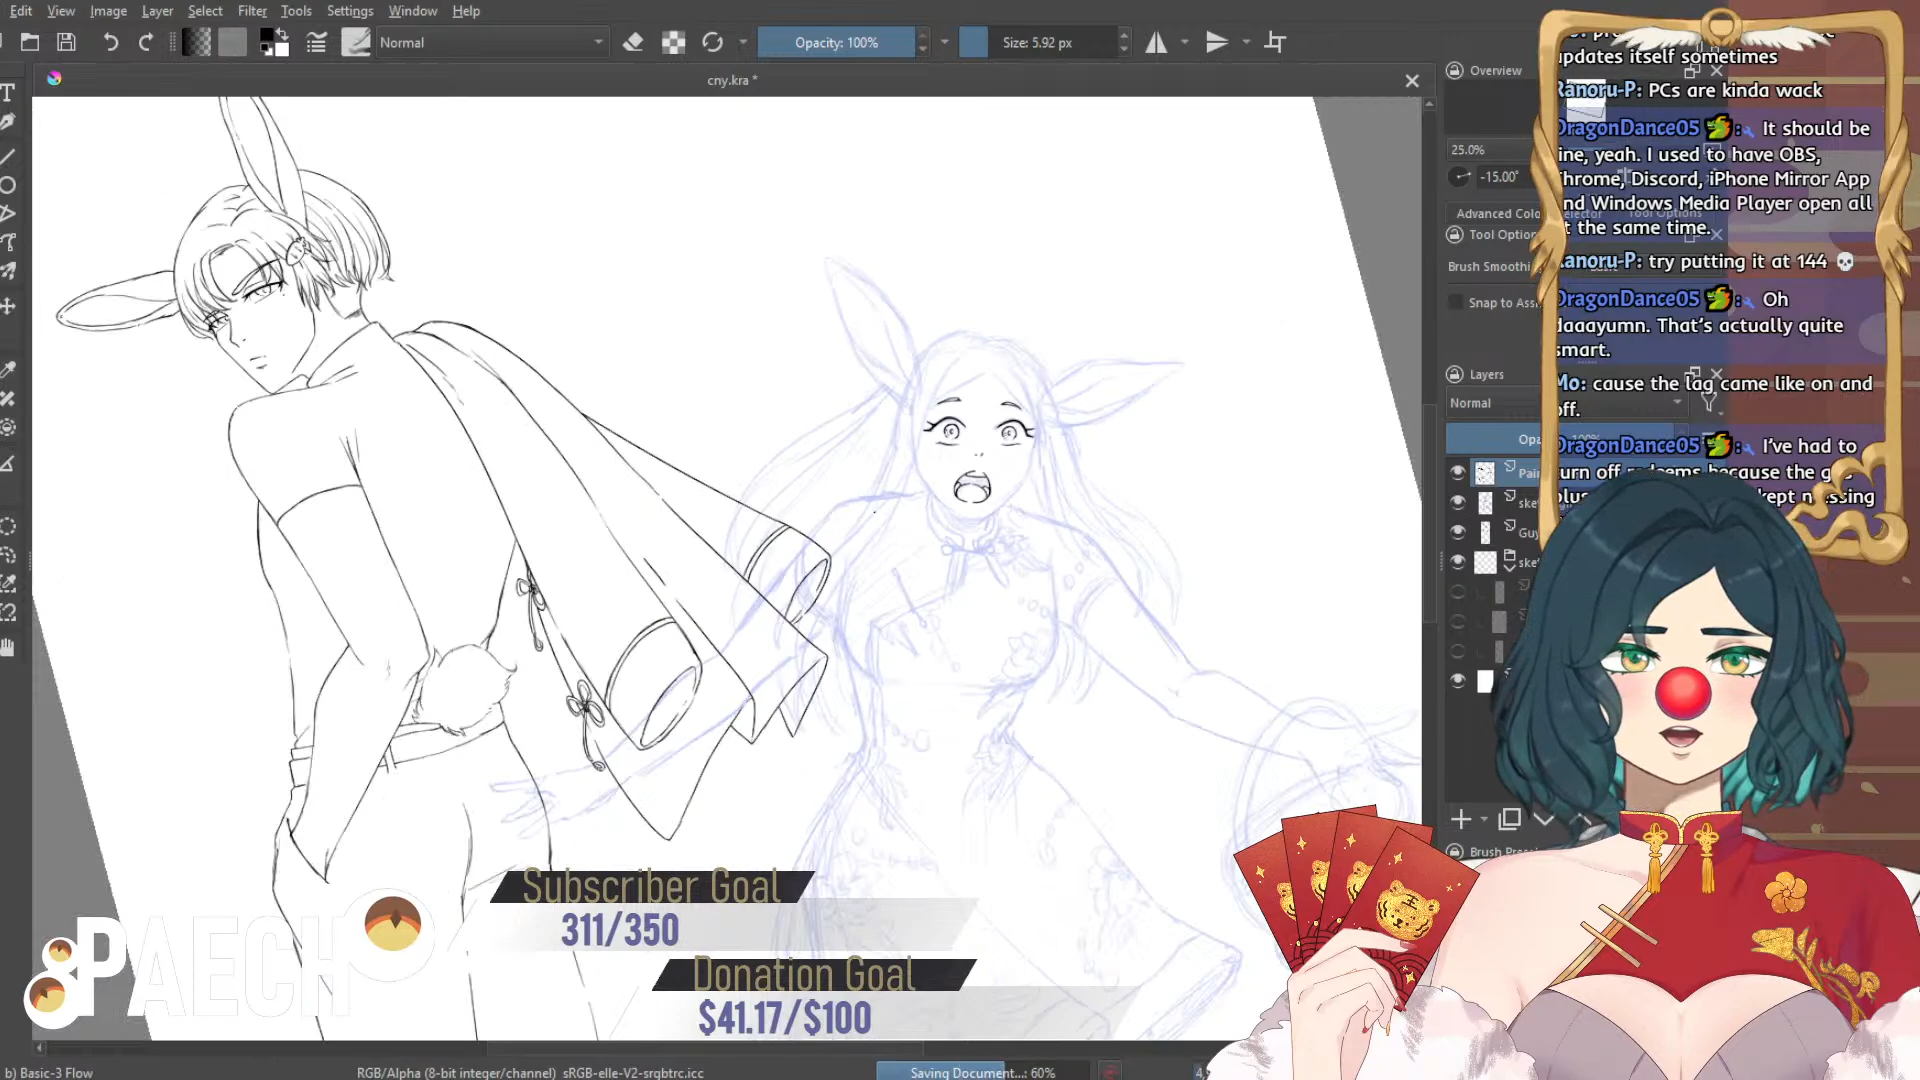 Edit View Image Layer Select Filter Tools Settings Window Help
Normal
Opacity: 100%
Size: 5.92 px
cny.kra *
Overview
25.0%
-15.00°
Tool Options
Brush
Snap to
Layers
Normal
updates itself sometimes
Ranoru-P: PCs are kinda wack
DragonDance05 : It should be
fine, yeah. I used to have OBS,
Chrome, Discord, iPhone Mirror App
and Windows Media Player open all
at the same time.
Ranoru-P: try putting it at 144
DragonDance05 : Oh
daaayumn. That's actually quite
smart.
Mo: cause the lag came like on and
off.
DragonDance05 : I've had to
turn off redeems because the
Subscriber Goal
311/350
Donation Goal
$41.17/$100
PAECH
b) Basic-3 Flow
RGB/Alpha (8-bit integer/channel) sRGB-elle-V2-srgbtrc.icc
Saving Document...: 60%